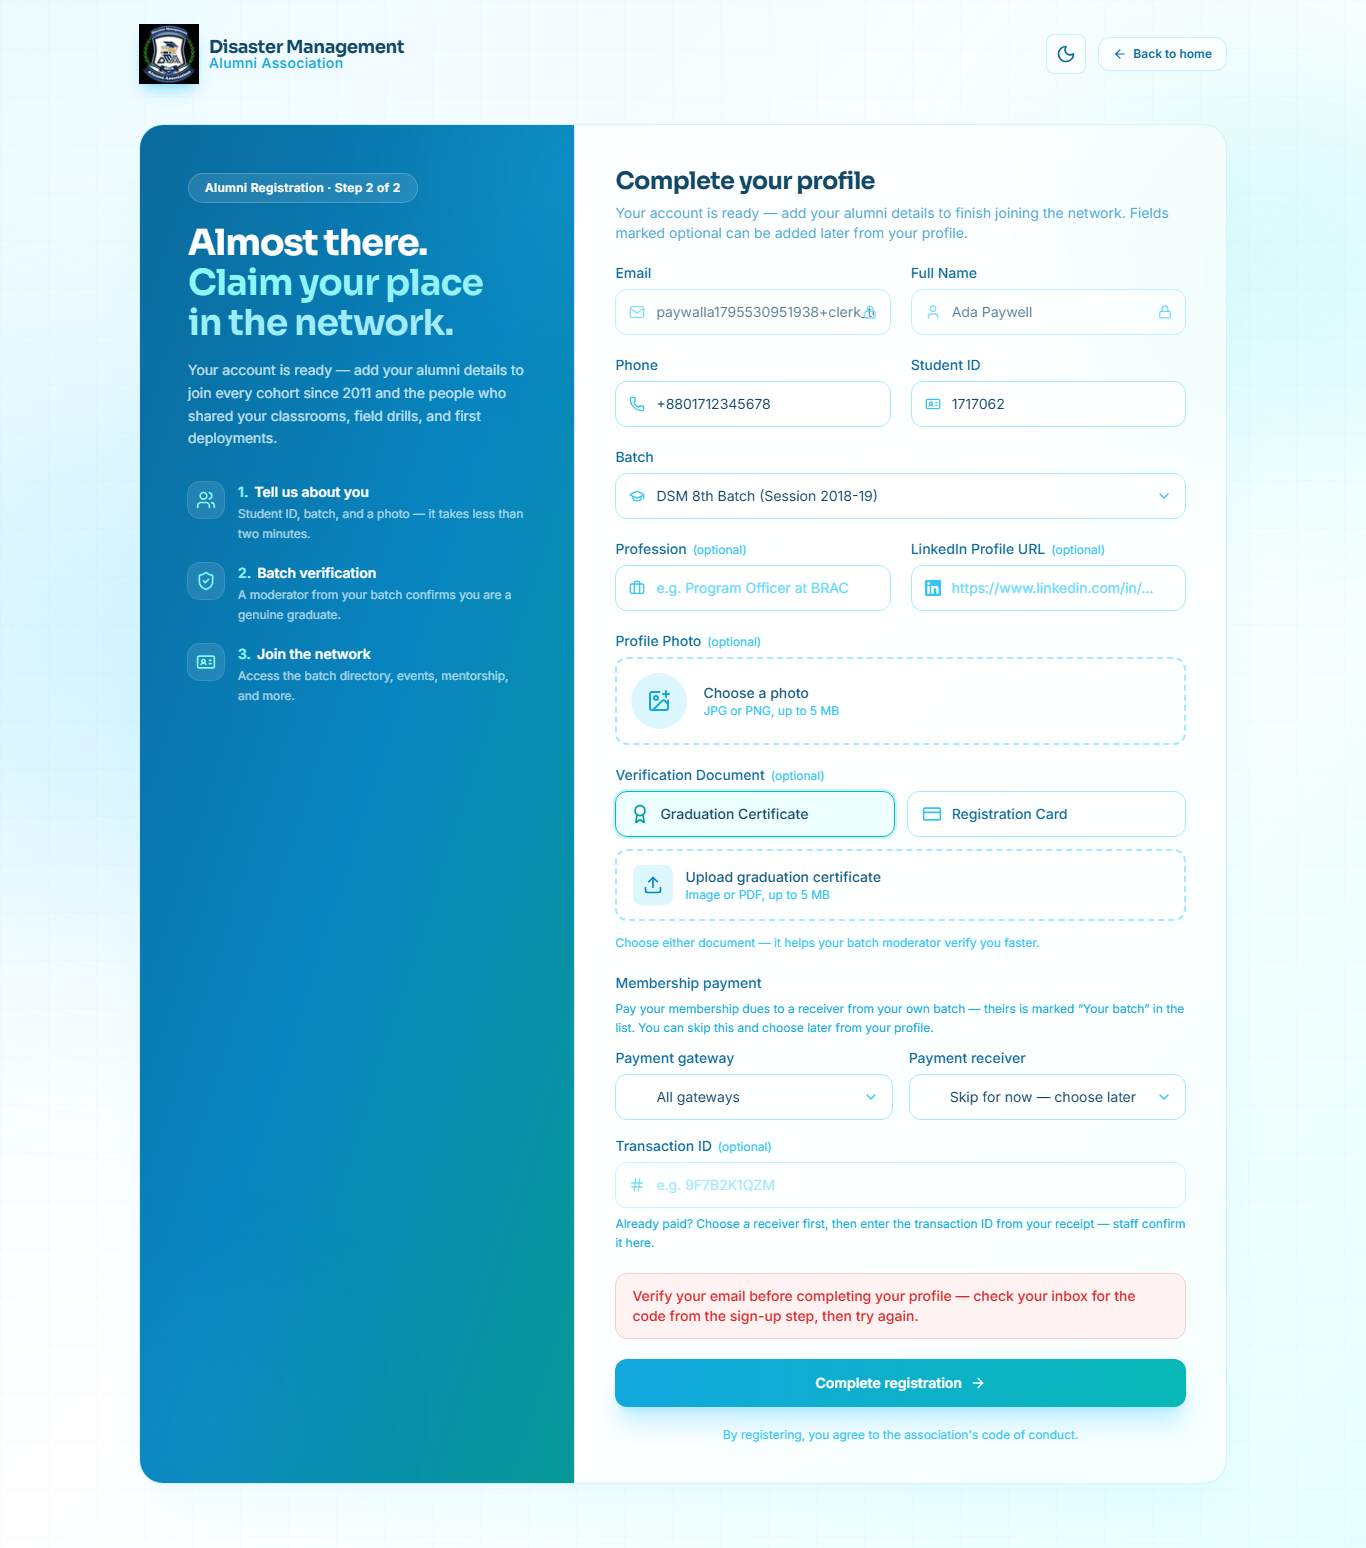 Disaster Management
Alumni Association
Back to home
Alumni Registration · Step 2 of 2
Almost there.
Claim your place
in the network.
Your account is ready — add your alumni details to
join every cohort since 2011 and the people who
shared your classrooms, field drills, and first
deployments.
1. Tell us about you
Student ID, batch, and a photo — it takes less than
two minutes.
2. Batch verification
A moderator from your batch confirms you are a
genuine graduate.
3. Join the network
Access the batch directory, events, mentorship,
and more.
Complete your profile
Your account is ready — add your alumni details to finish joining the network. Fields
marked optional can be added later from your profile.
Email
Full Name
paywalla1795530951938+clerk_
Ada Paywell
Phone
Student ID
+8801712345678
1717062
Batch
DSM 8th Batch (Session 2018-19)
Profession (optional)
LinkedIn Profile URL (optional)
e.g. Program Officer at BRAC
https://www.linkedin.com/in/...
Profile Photo (optional)
Choose a photo
JPG or PNG, up to 5 MB
Verification Document (optional)
Graduation Certificate
Registration Card
Upload graduation certificate
Image or PDF, up to 5 MB
Choose either document — it helps your batch moderator verify you faster.
Membership payment
Pay your membership dues to a receiver from your own batch — theirs is marked “Your batch” in the
list. You can skip this and choose later from your profile.
Payment gateway
Payment receiver
All gateways
Skip for now — choose later
Transaction ID (optional)
e.g. 9F7B2K1QZM
Already paid? Choose a receiver first, then enter the transaction ID from your receipt — staff confirm
it here.
Verify your email before completing your profile — check your inbox for the
code from the sign-up step, then try again.
Complete registration
By registering, you agree to the association's code of conduct.